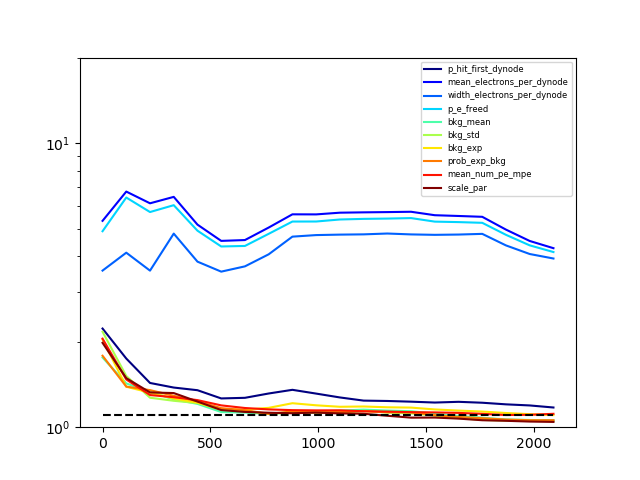 p_hit_first_dynode
mean_electrons_per_dynode
width_electrons_per_dynode
p_e_freed
bkg_mean
bkg_std
bkg_exp
prob_exp_bkg
mean_num_pe_mpe
scale_par
10¹
10⁰
0 500 1000 1500 2000